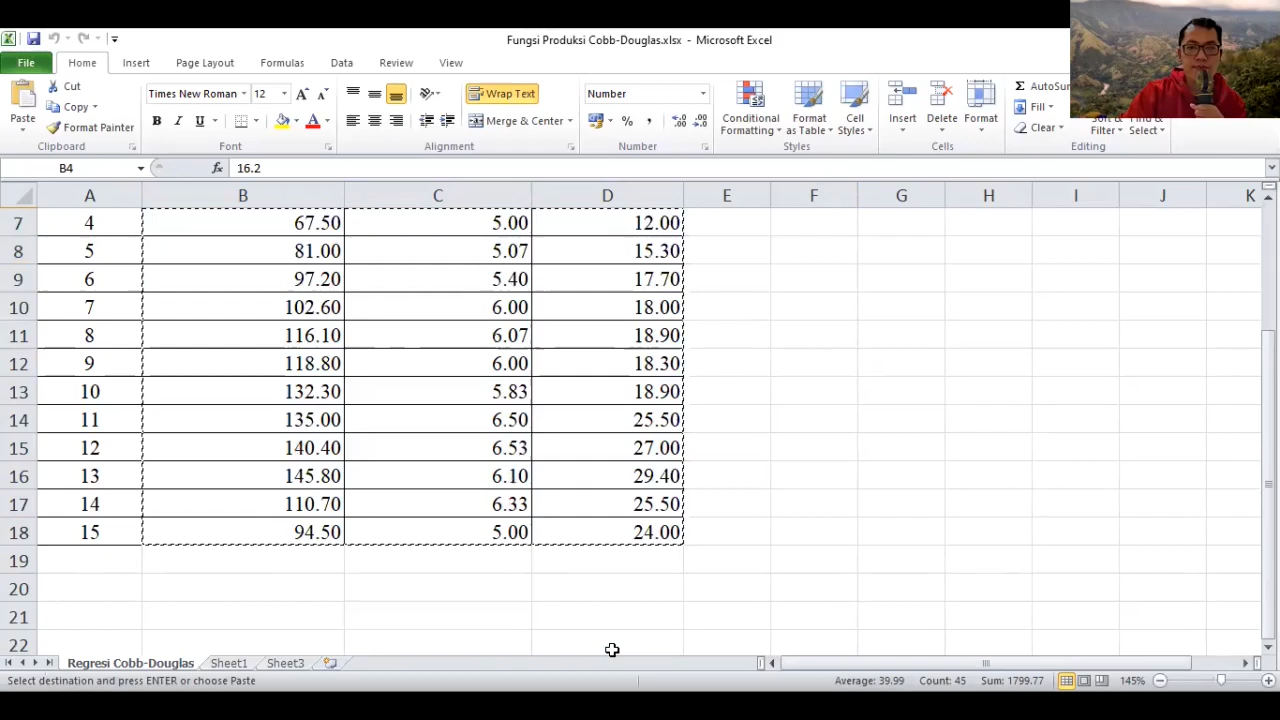 Fungsi Produksi Cobb-Douglas.xlsx - Microsoft Excel
File Home Insert Page Layout Formulas Data Review View
Paste
Cut
Copy
Format Painter
Clipboard
Times New Roman 12 A A
B I U A
Font
Wrap Text
Merge & Center
Alignment
Number
% ,
Number
Conditional Formatting
Format as Table
Cell Styles
Styles
Insert Delete Format
Cells
Σ AutoSu
Fill
Clear
Sort & Filter
Select
Editing
B4 fx 16.2
A B C D E F G H I J K
7 4 67.50 5.00 12.00
8 5 81.00 5.07 15.30
9 6 97.20 5.40 17.70
10 7 102.60 6.00 18.00
11 8 116.10 6.07 18.90
12 9 118.80 6.00 18.30
13 10 132.30 5.83 18.90
14 11 135.00 6.50 25.50
15 12 140.40 6.53 27.00
16 13 145.80 6.10 29.40
17 14 110.70 6.33 25.50
18 15 94.50 5.00 24.00
19
20
21
22
Regresi Cobb-Douglas Sheet1 Sheet3
Select destination and press ENTER or choose Paste Average: 39.99 Count: 45 Sum: 1799.77 145%